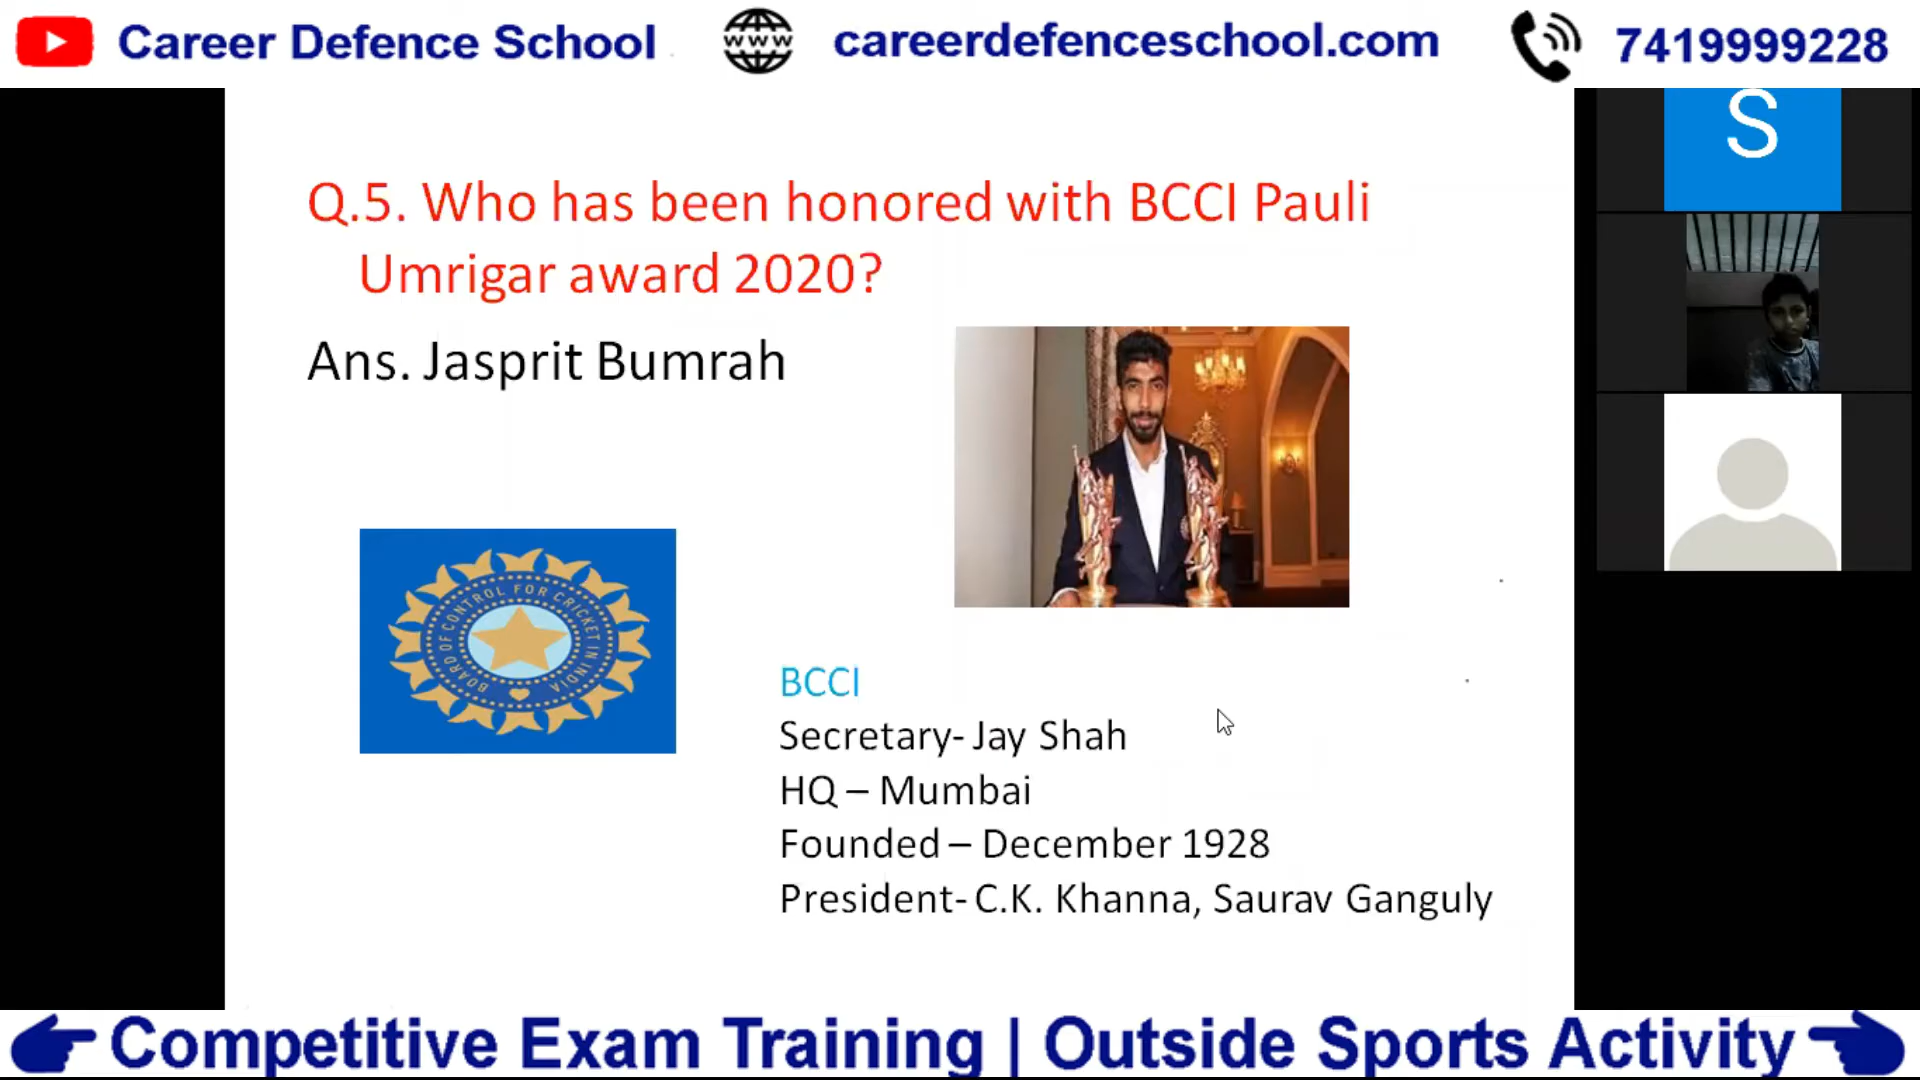 Career Defence School
www
careerdefenceschool.com
7419999228
S
Q.5. Who has been honored with BCCI Pauli
Umrigar award 2020?
Ans. Jasprit Bumrah
BOARD OF CONTROL FOR CRICKET IN INDIA
BCCI
Secretary- Jay Shah
HQ – Mumbai
Founded – December 1928
President- C.K. Khanna, Saurav Ganguly
Competitive Exam Training | Outside Sports Activity